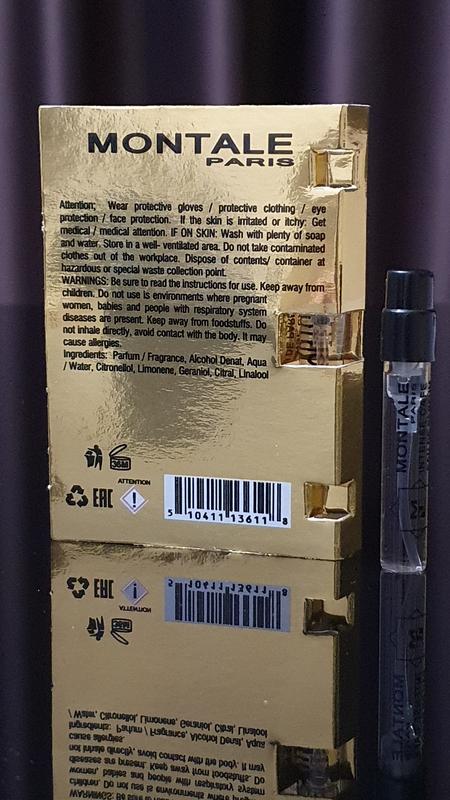 MONTALE
PARIS
Attention; Wear protective gloves / protective clothing / eye
protection / face protection. If the skin is irritated or itchy: Get
medical / medical attention. IF ON SKIN: Wash with plenty of soap
and water. Store in a well- ventilated area. Do not take contaminated
clothes out of the workplace. Dispose of contents/ container at
hazardous or special waste collection point.
WARNINGS: Be sure to read the instructions for use. Keep away from
children. Do not use is environments where pregnant
women, babies and people with respiratory system
diseases are present. Keep away from foodstuffs. Do
not inhale directly, avoid contact with the body. It may
cause allergies.
Ingredients: Parfum / Fragrance, Alcohol Denat, Aqua
/ Water, Citronellol, Limonene, Geraniol, Citral, Linalool
36M
ATTENTION
EAC
5 10411 13611 8
MONTALE
PARIS